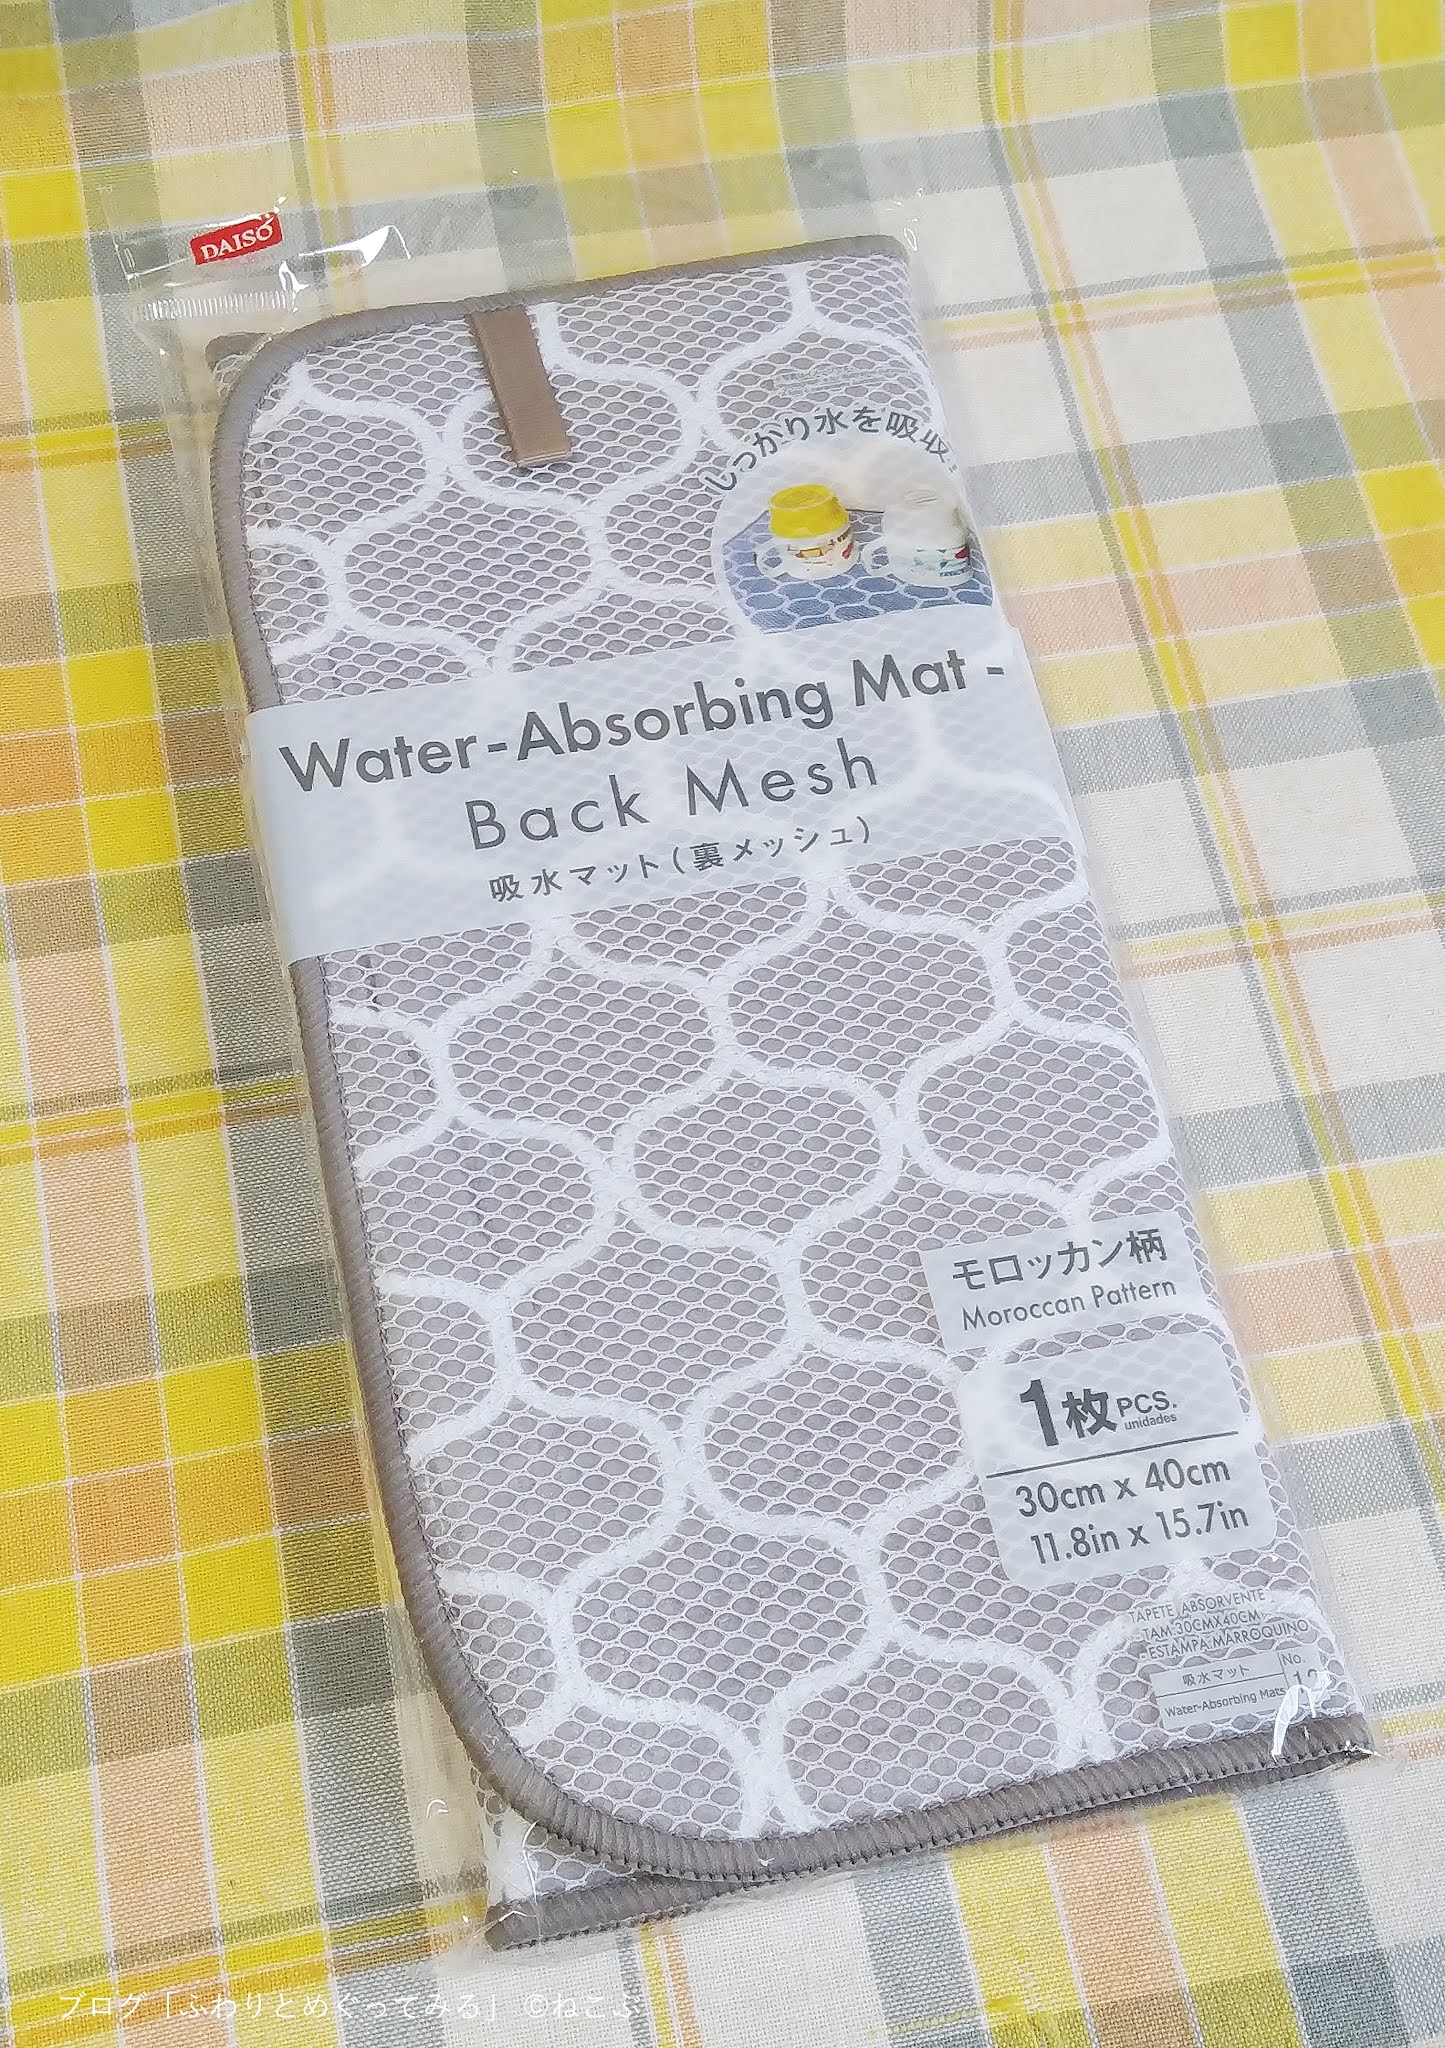 DAISO
しっかり水を吸収!
Water-Absorbing Mat -
Back Mesh
吸水マット(裏メッシュ)
モロッカン柄
Moroccan Pattern
1枚 PCS.
unidades
30cm x 40cm
11.8in x 15.7in
TAPETE ABSORVENTE
TAM:30CMX40CM
ESTAMPA:MARROQUINO
吸水マット
No.
Water-Absorbing Mats
ブログ「ふわりとめぐってみる」 ©ねこぶ